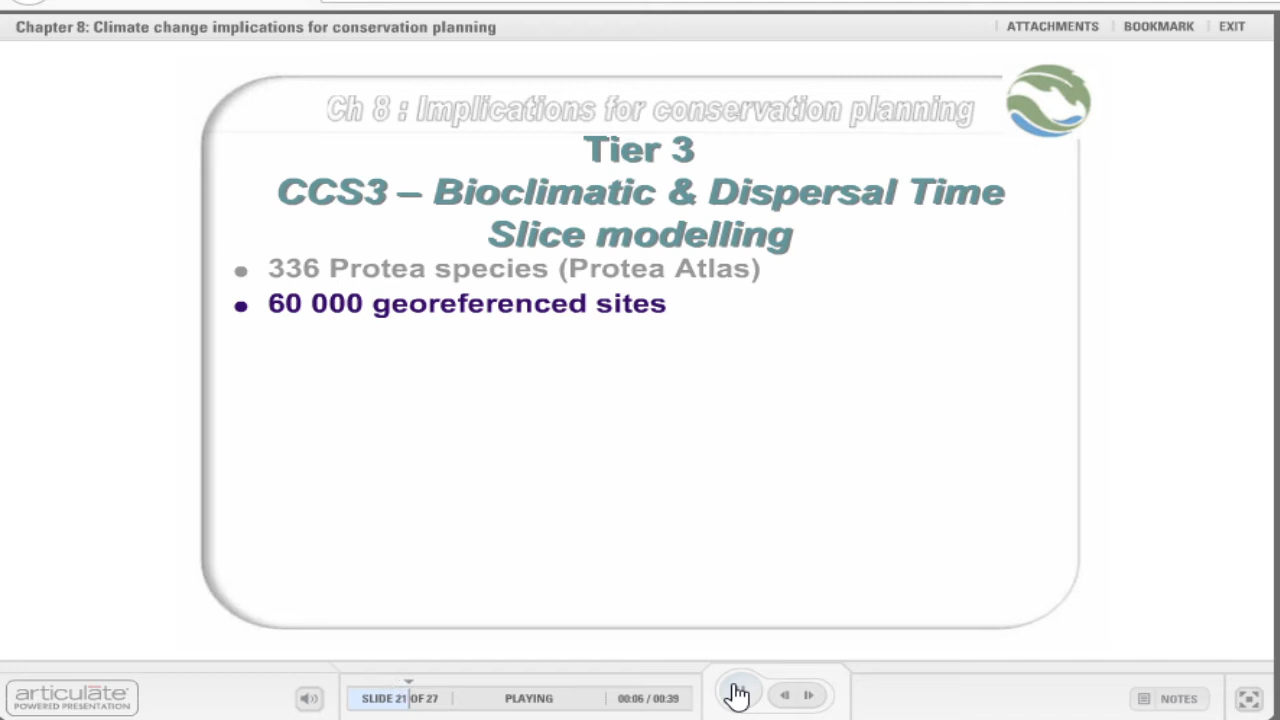 Chapter 8: Climate change implications for conservation planning
ATTACHMENTS
BOOKMARK
EXIT
Ch 8 : Implications for conservation planning
Tier 3
CCS3 – Bioclimatic & Dispersal Time
Slice modelling
• 336 Protea species (Protea Atlas)
• 60 000 georeferenced sites
articulate
POWERED PRESENTATION
SLIDE 21 OF 27
PLAYING
00:06 / 00:39
NOTES